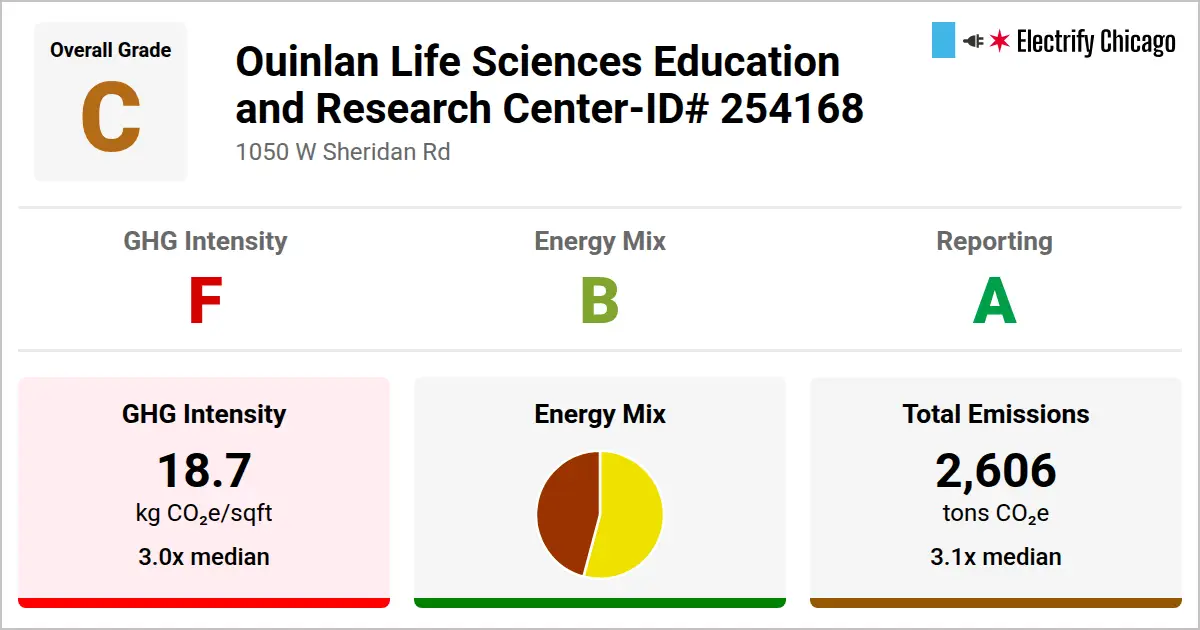 Overall Grade
C
Ouinlan Life Sciences Education
and Research Center-ID# 254168
1050 W Sheridan Rd
Electrify Chicago
GHG Intensity
F
Energy Mix
B
Reporting
A
GHG Intensity
18.7
kg CO₂e/sqft
3.0x median
Energy Mix
Total Emissions
2,606
tons CO₂e
3.1x median